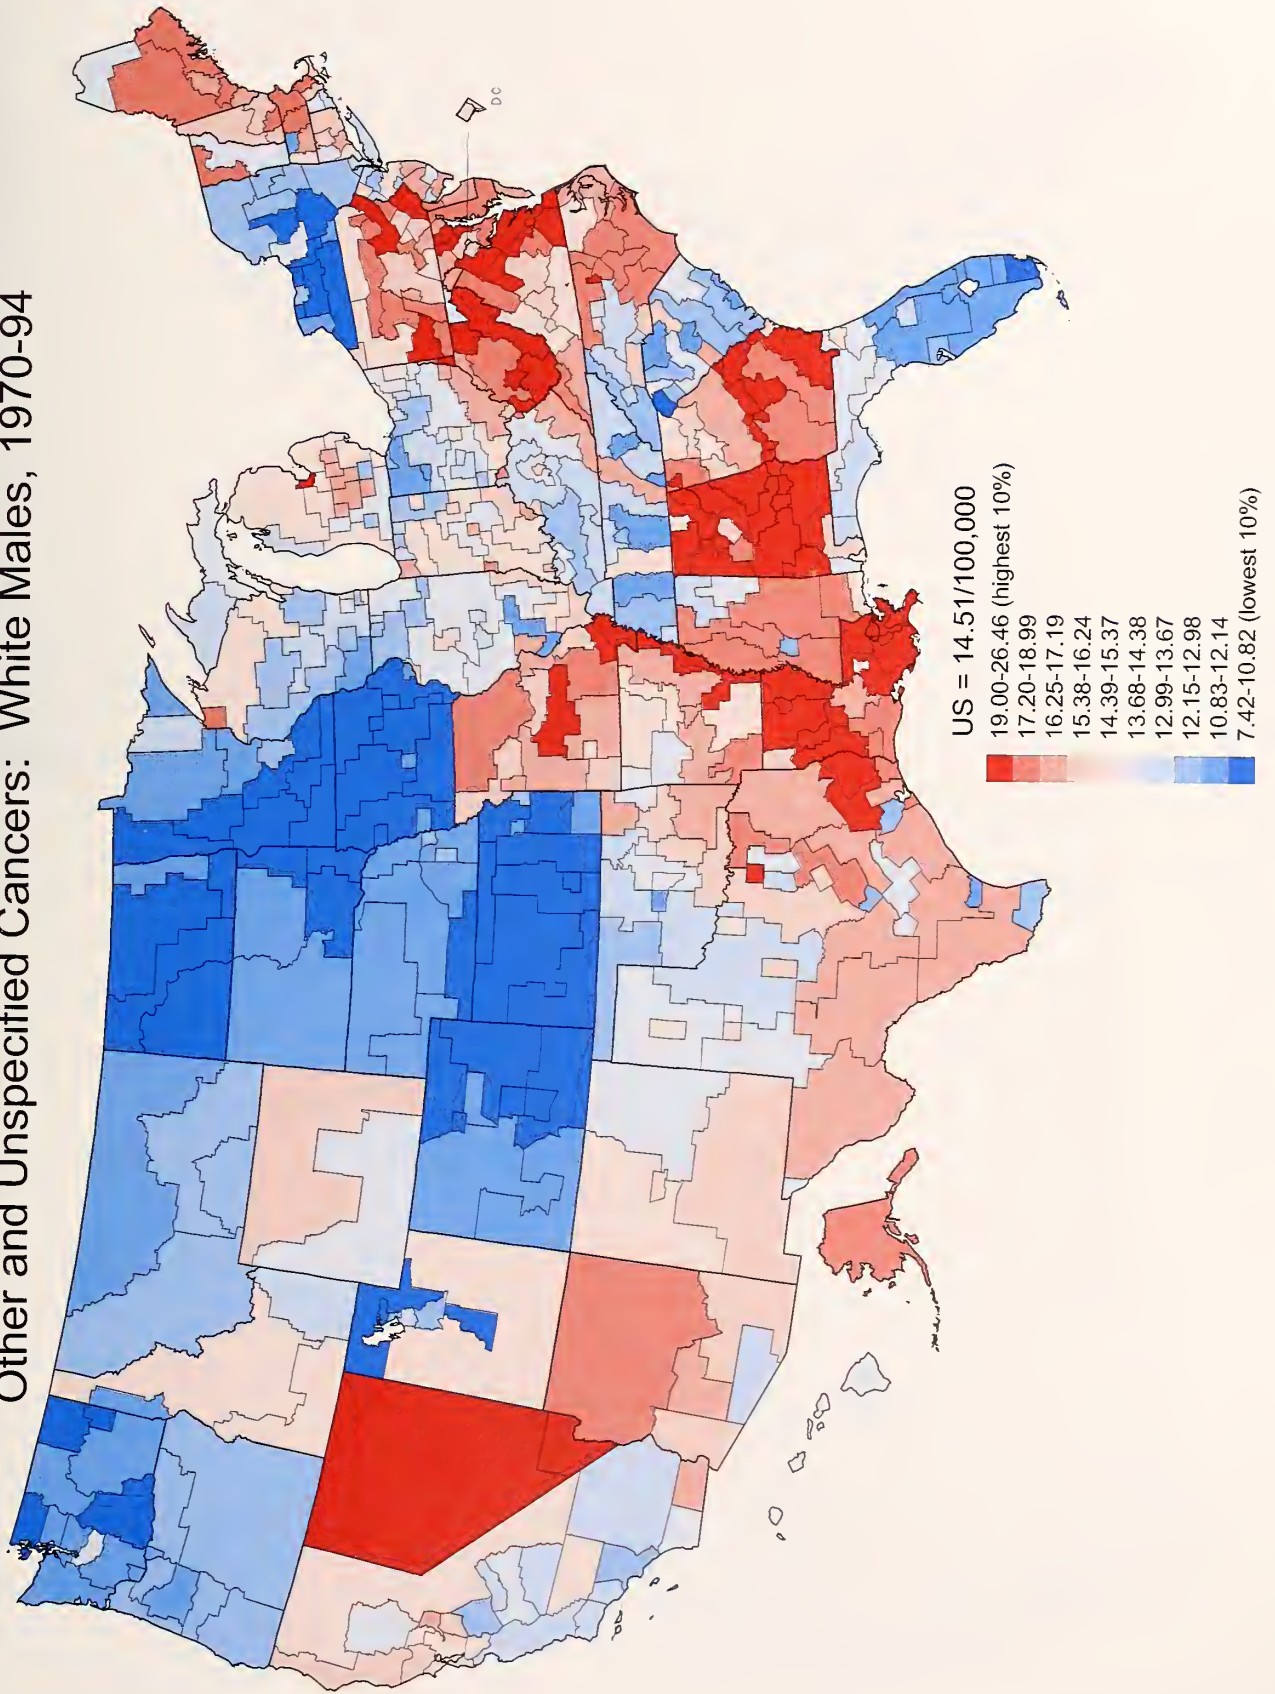 Other and Unspecified Cancers: White Males, 1970-94
DC
US = 14.51/100,000
19.00-26.46 (highest 10%)
17.20-18.99
16.25-17.19
15.38-16.24
14.39-15.37
13.68-14.38
12.99-13.67
12.15-12.98
10.83-12.14
7.42-10.82 (lowest 10%)